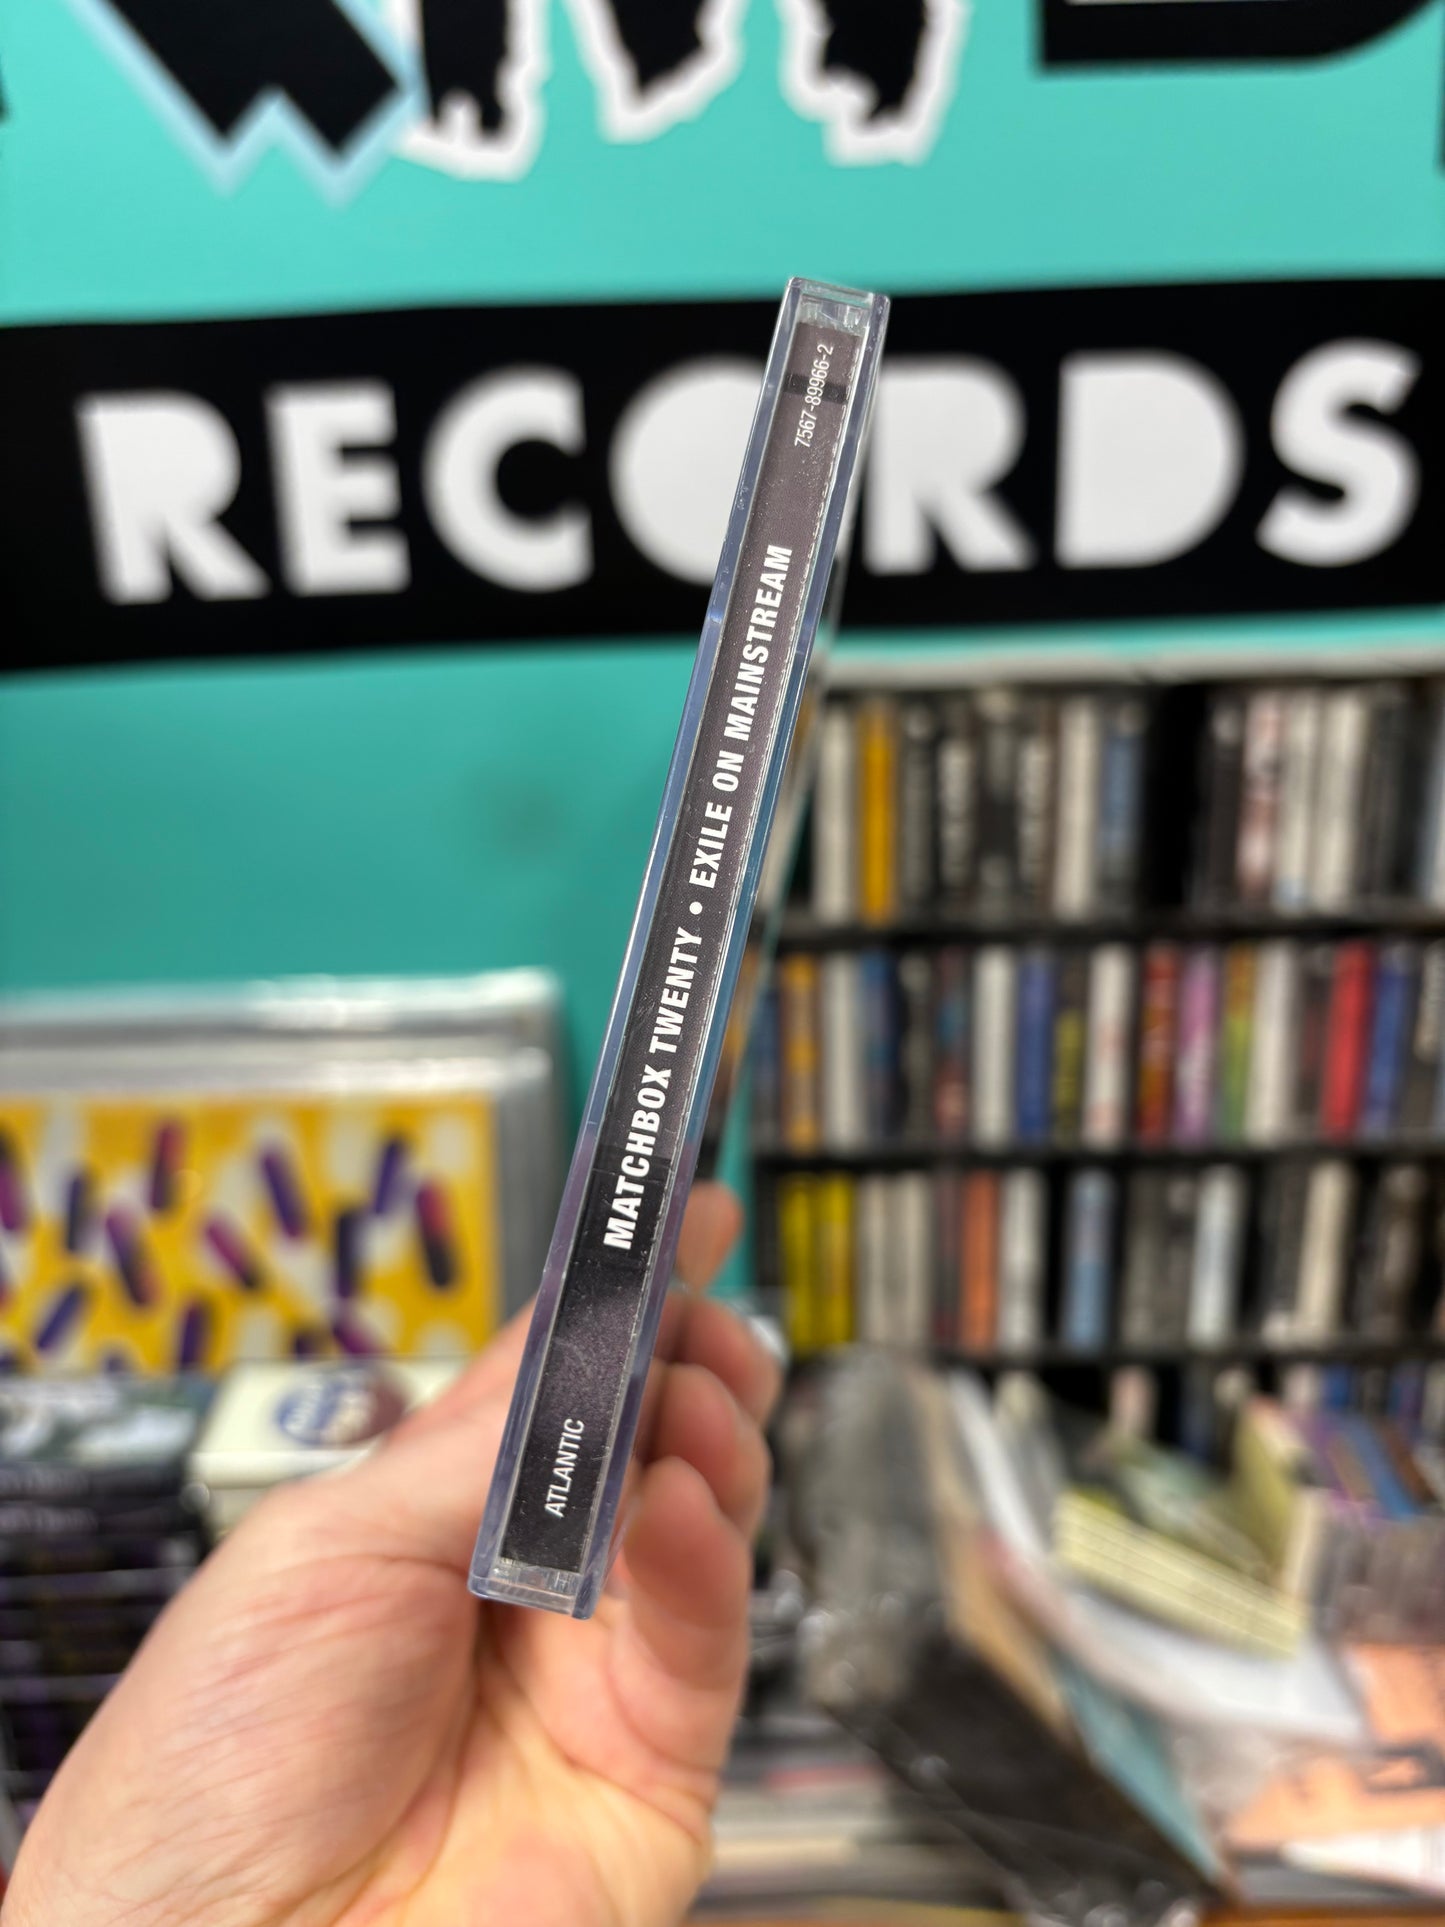 RECORDS
7567-89966-2
MATCHBOX TWENTY • EXILE ON MAINSTREAM
ATLANTIC